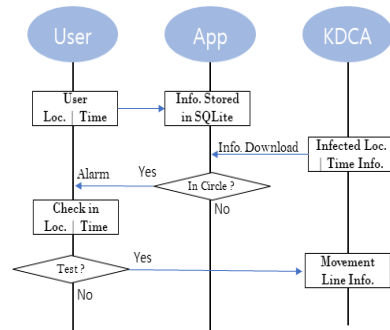 User
App
KDCA
User
Loc. | Time
Info. Stored
in SQLite
Info. Download
Infected Loc.
| Time Info.
Alarm
Yes
In Circle ?
No
Check in
Loc. | Time
Test ?
Yes
No
Movement
Line Info.